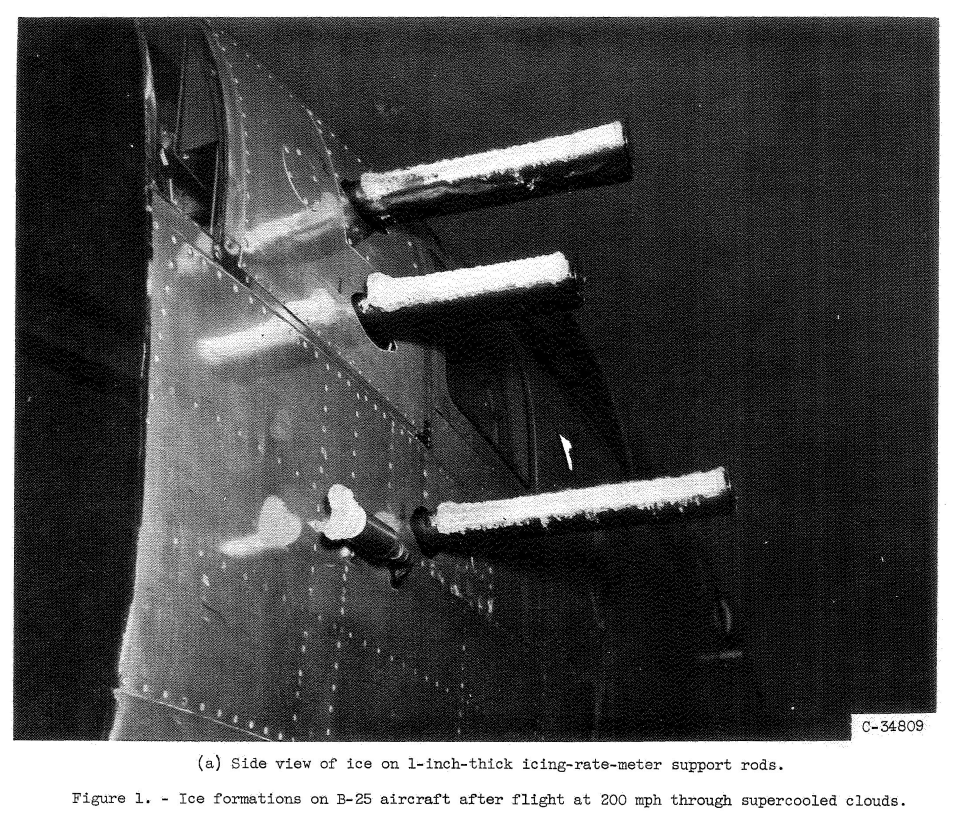 C-34809
(a) Side view of ice on 1-inch-thick icing-rate-meter support rods.
Figure 1. - Ice formations on B-25 aircraft after flight at 200 mph through supercooled clouds.